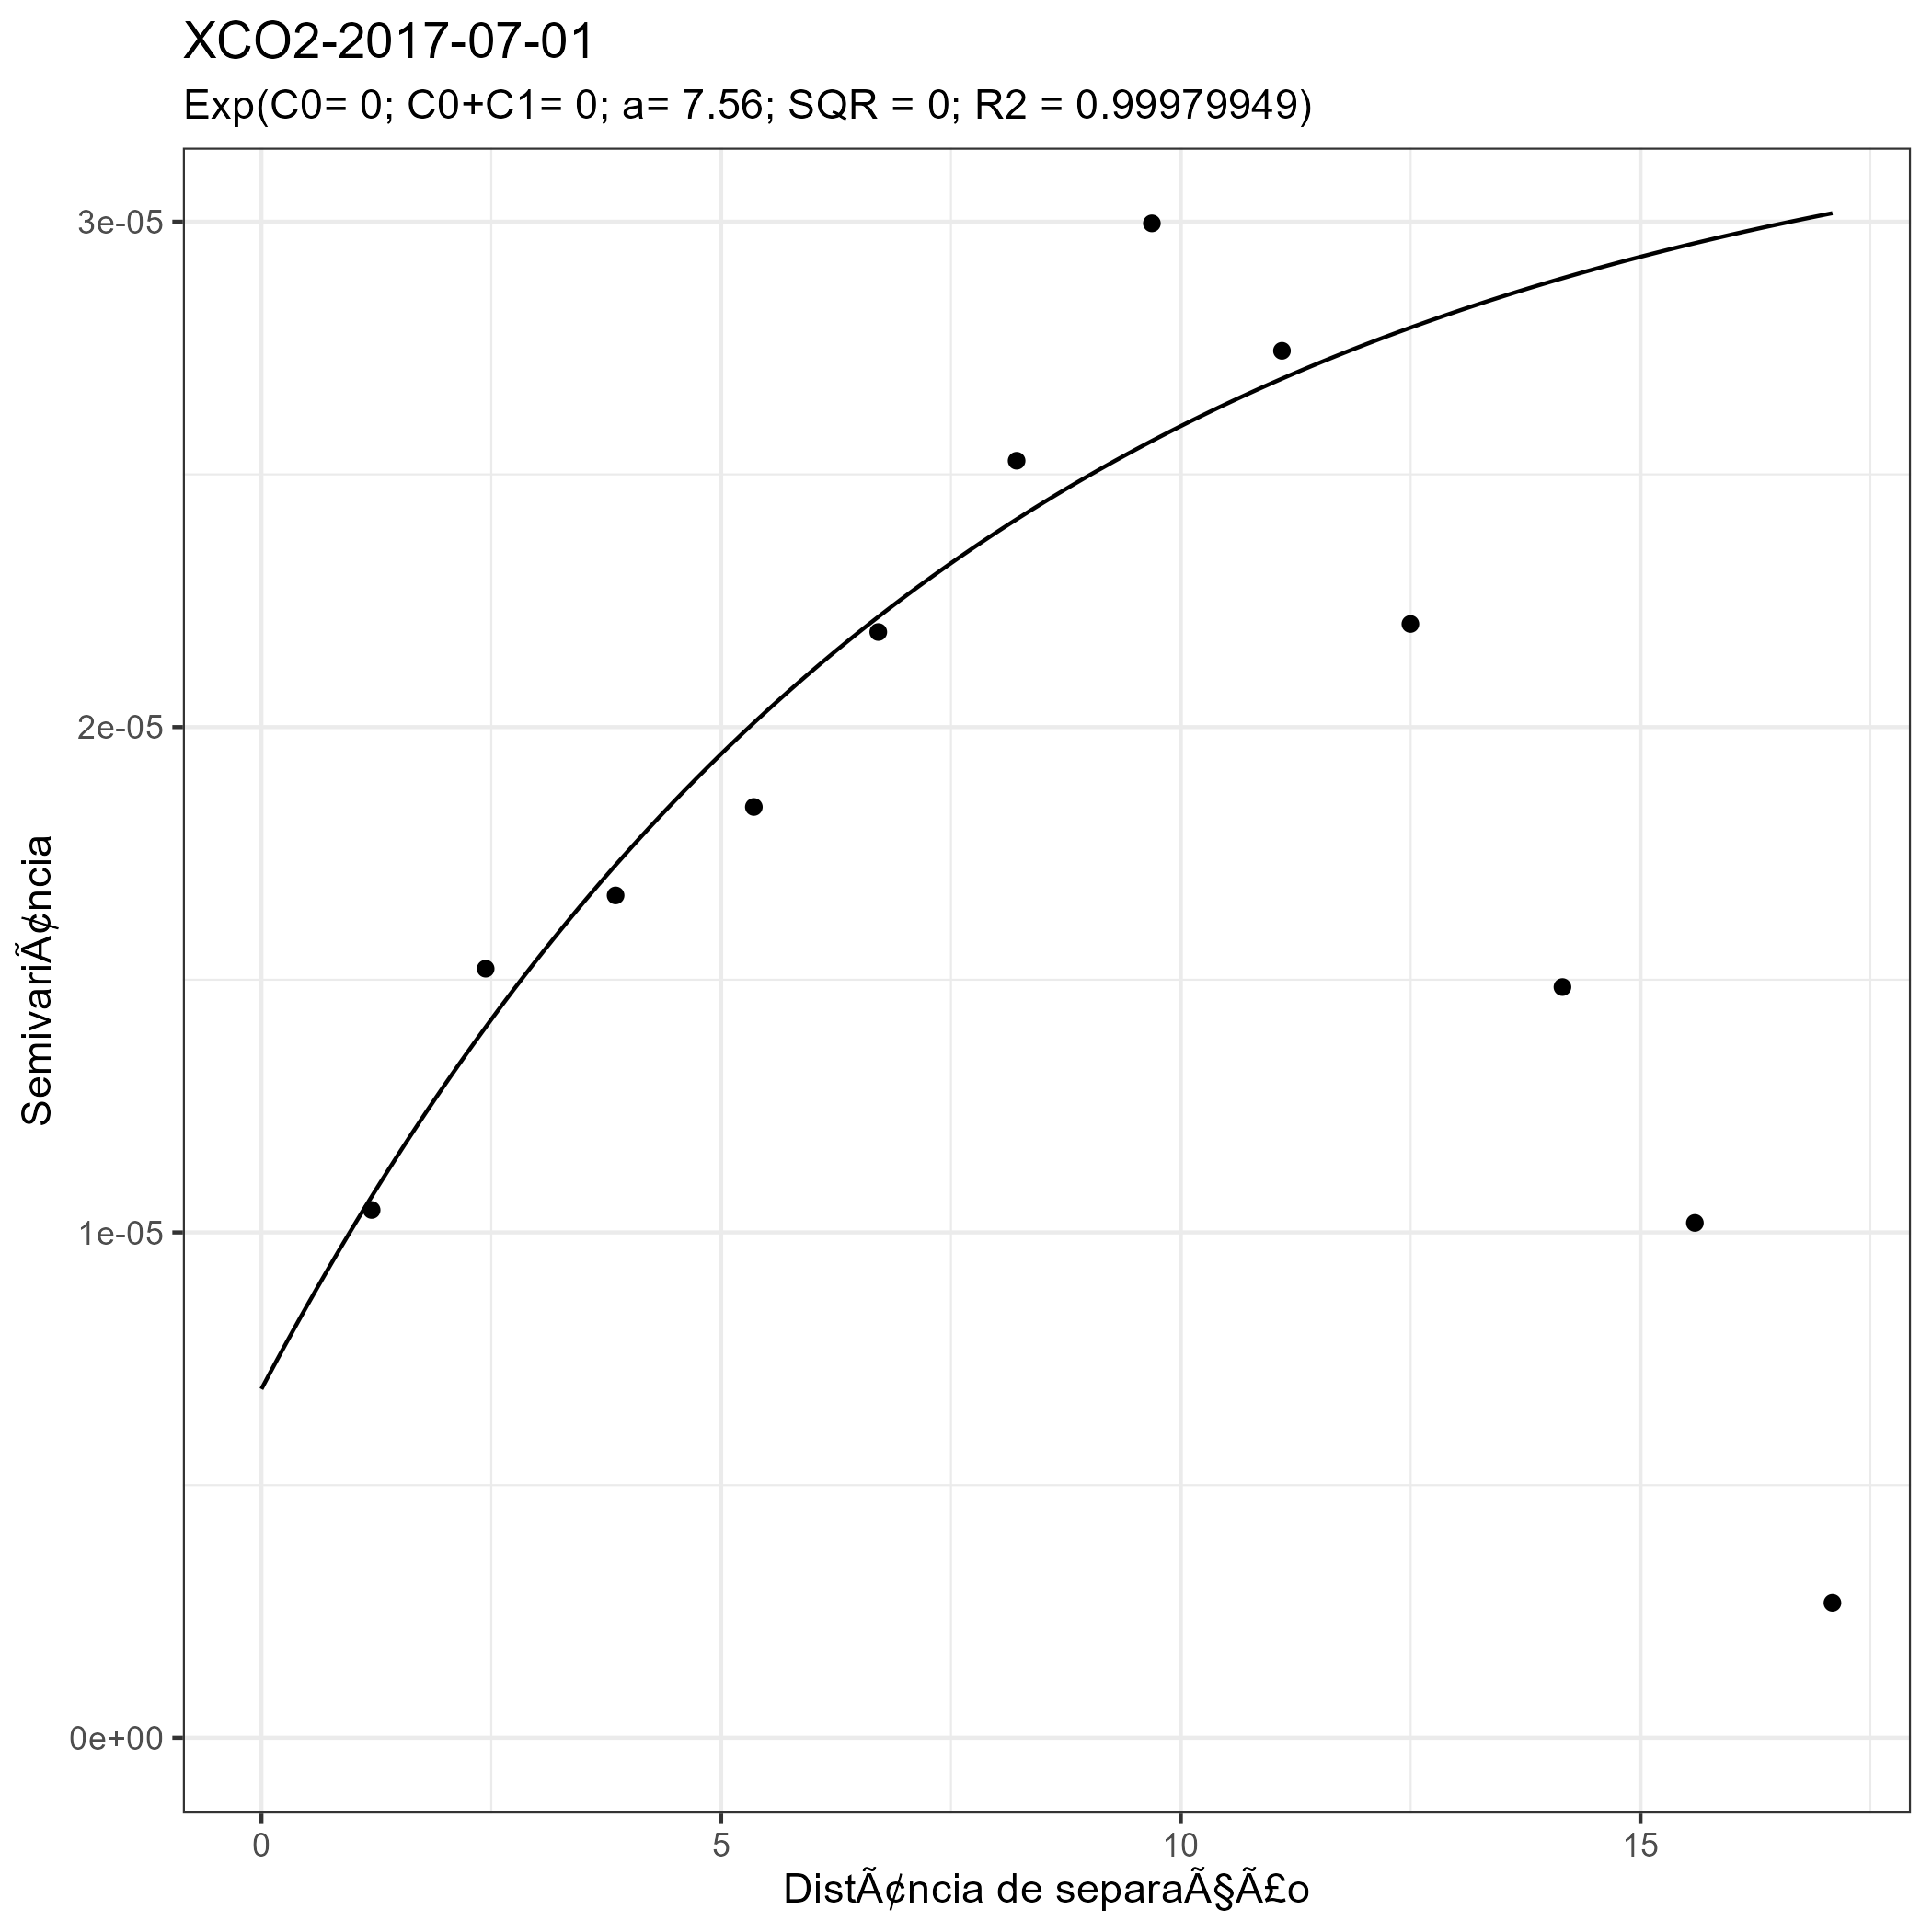 XCO2-2017-07-01
Exp(C0= 0; C0+C1= 0; a= 7.56; SQR = 0; R2 = 0.99979949)
SemivariÃ¢ncia
3e-05
2e-05
1e-05
0e+00
0
5
10
15
DistÃ¢ncia de separaÃ§Ã£o